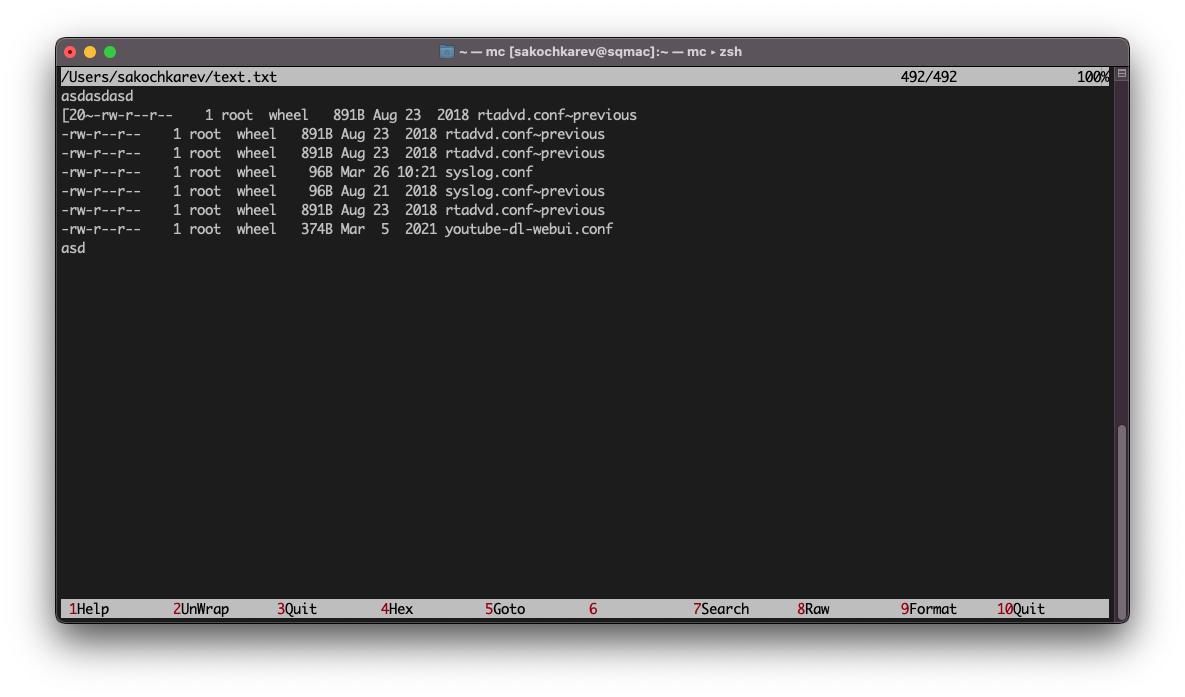 ~ — mc [sakochkarev@sqmac]:~ — mc ▸ zsh
/Users/sakochkarev/text.txt 492/492 100%
asdasdasd
[20~-rw-r--r--    1 root  wheel   891B Aug 23  2018 rtadvd.conf~previous
-rw-r--r--    1 root  wheel   891B Aug 23  2018 rtadvd.conf~previous
-rw-r--r--    1 root  wheel   891B Aug 23  2018 rtadvd.conf~previous
-rw-r--r--    1 root  wheel    96B Mar 26 10:21 syslog.conf
-rw-r--r--    1 root  wheel    96B Aug 21  2018 syslog.conf~previous
-rw-r--r--    1 root  wheel   891B Aug 23  2018 rtadvd.conf~previous
-rw-r--r--    1 root  wheel   374B Mar  5  2021 youtube-dl-webui.conf
asd
1Help 2UnWrap 3Quit 4Hex 5Goto 6 7Search 8Raw 9Format 10Quit